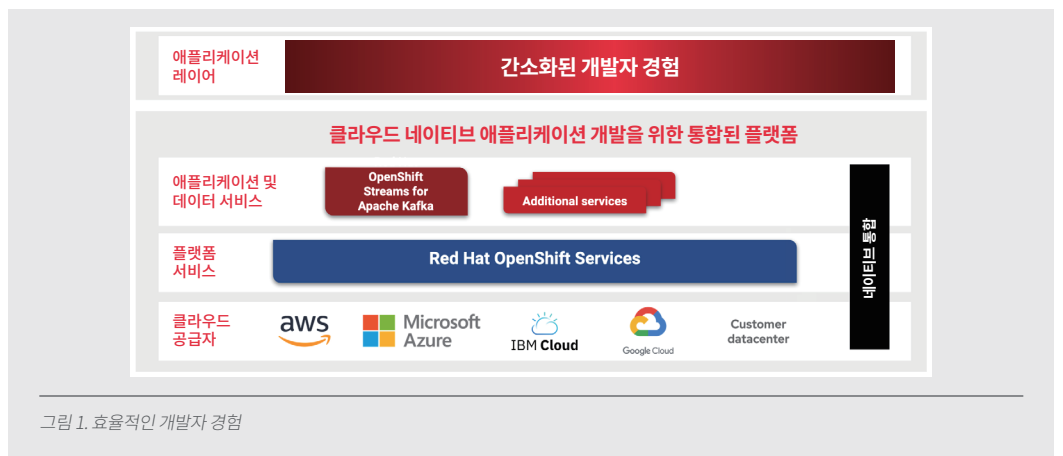 애플리케이션
레이어
간소화된 개발자 경험
클라우드 네이티브 애플리케이션 개발을 위한 통합된 플랫폼
애플리케이션 및
데이터 서비스
OpenShift
Streams for
Apache Kafka
Additional services
플랫폼
서비스
Red Hat OpenShift Services
클라우드
공급자
aws
Microsoft
Azure
IBM Cloud
Google Cloud
Customer
datacenter
네이티브 통합
그림 1. 효율적인 개발자 경험